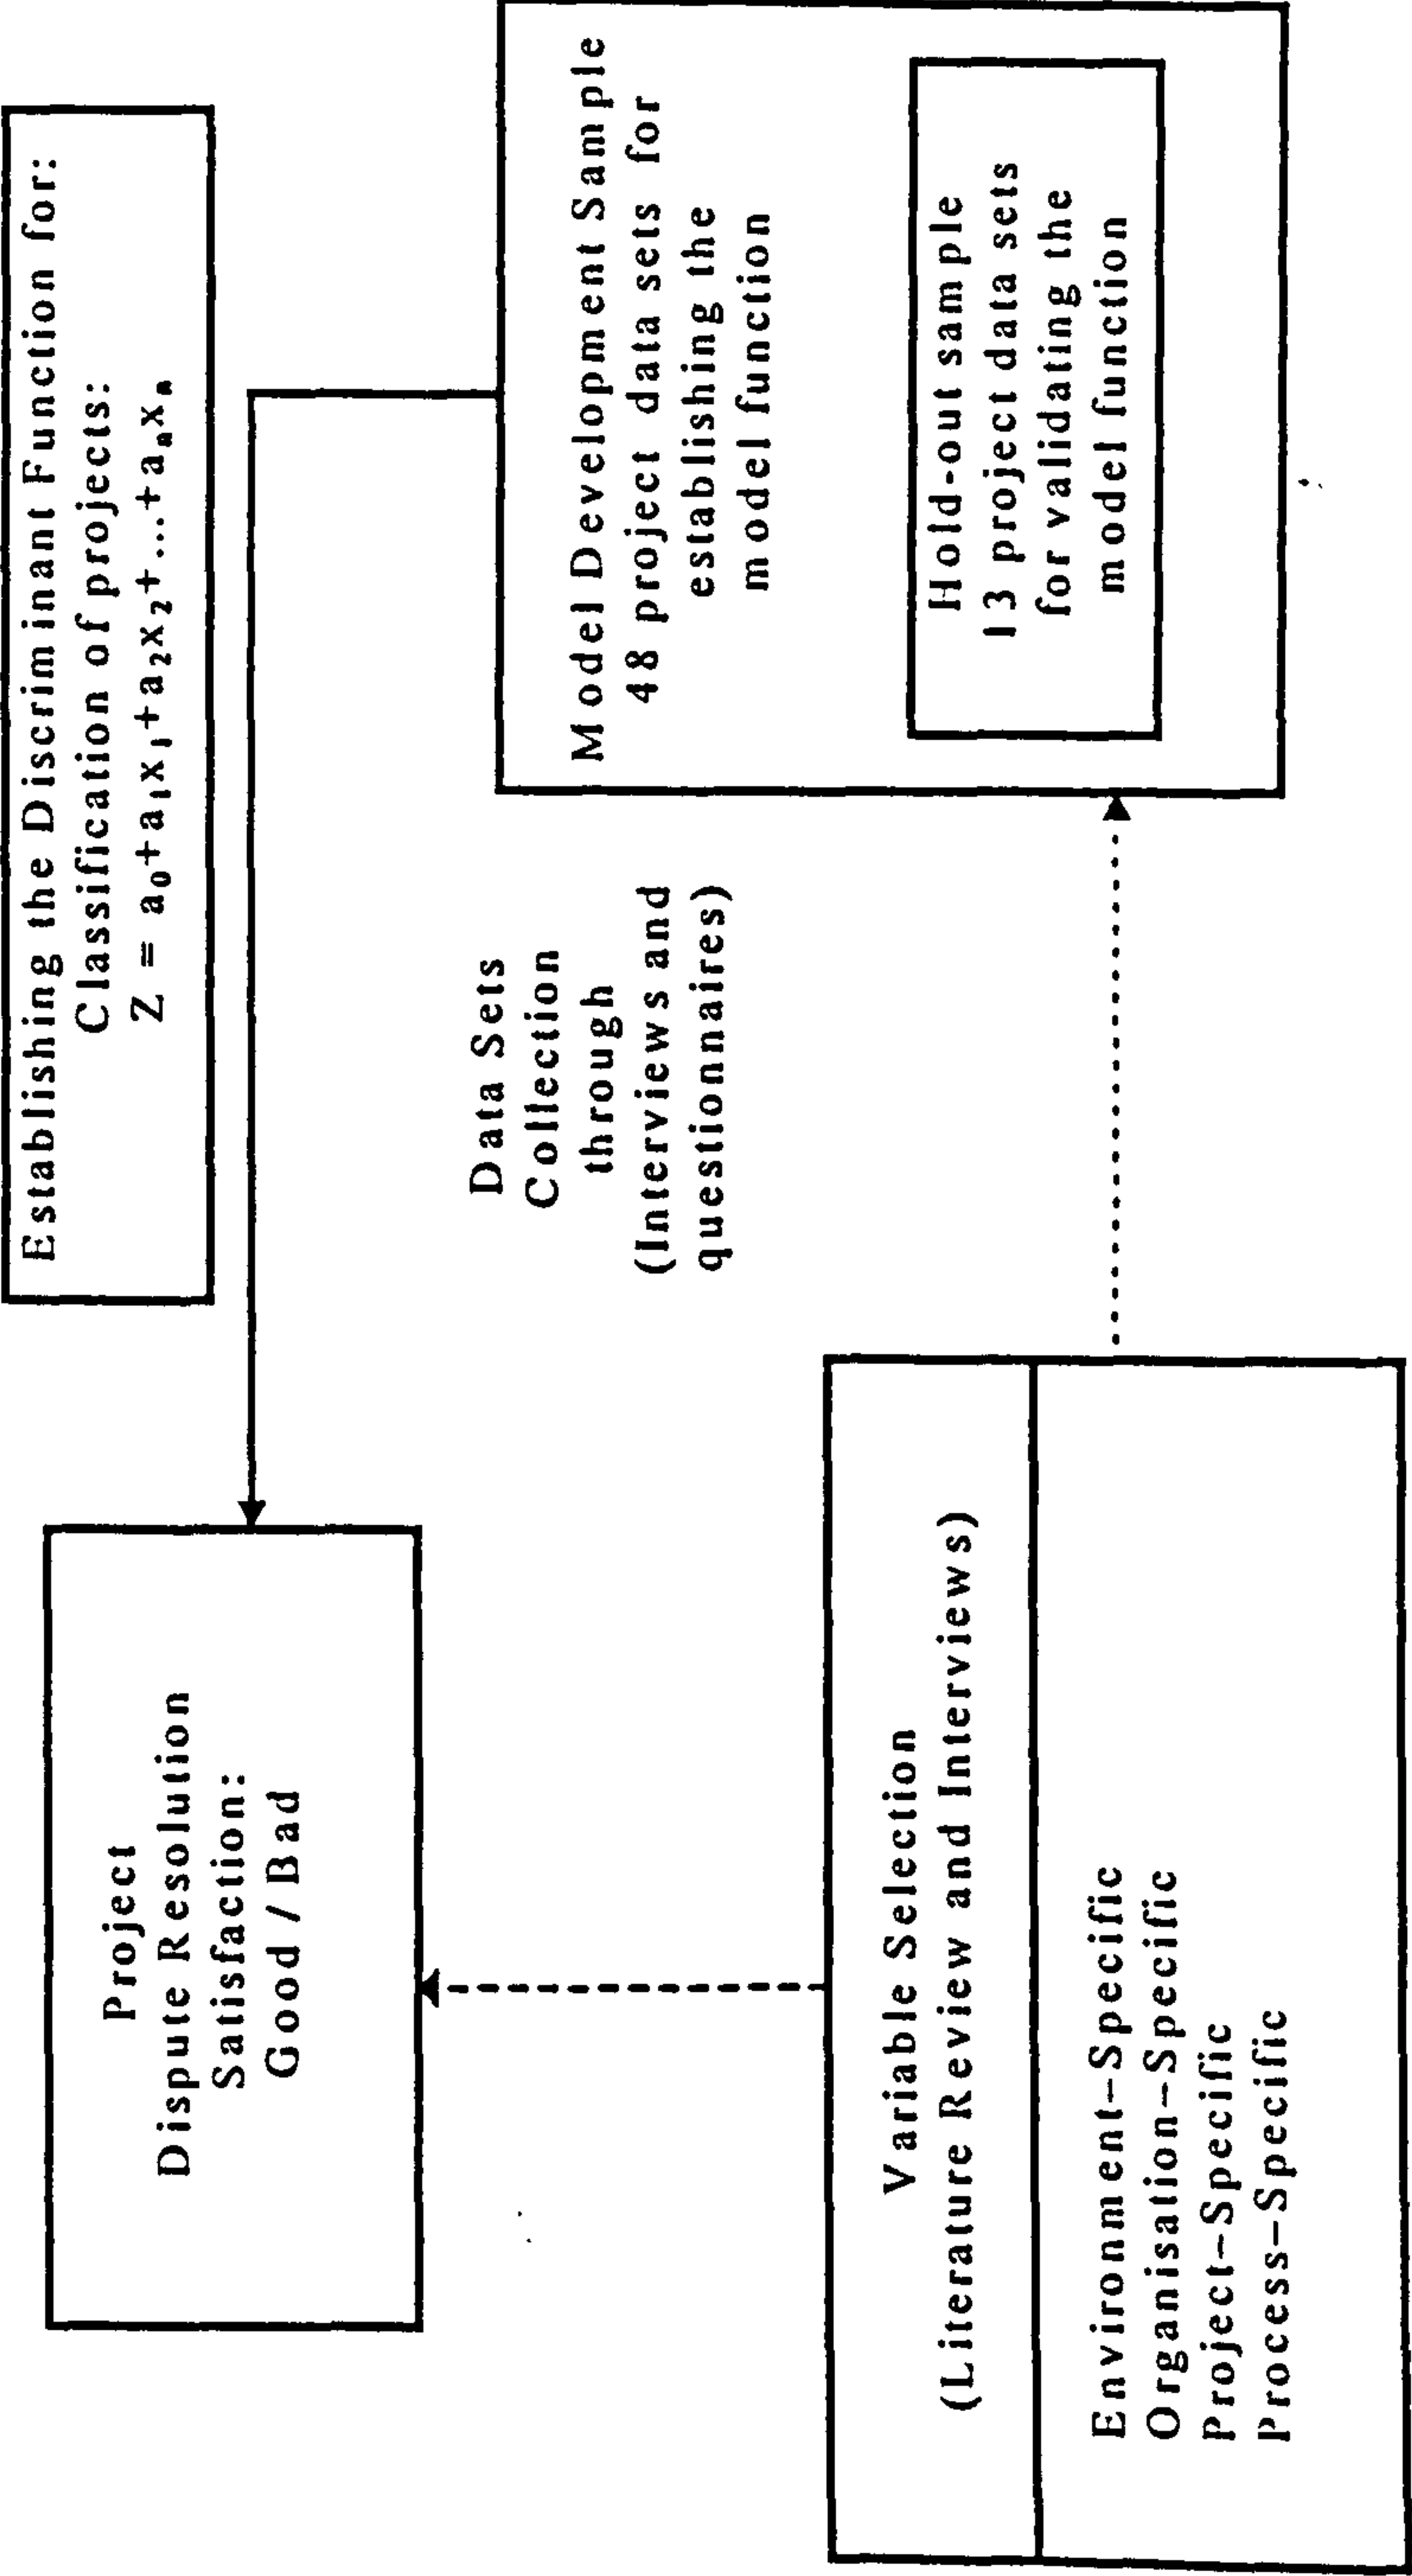 Establishing the Discriminant Function for:
Classification of projects:
Z = a₀+a₁x₁+a₂x₂+...+aₙxₙ
Project
Dispute Resolution
Satisfaction:
Good / Bad
Data Sets
Collection
through
(Interviews and
questionnaires)
Model Development Sample
48 project data sets for
establishing the
model function
Hold-out sample
13 project data sets
for validating the
model function
Variable Selection
(Literature Review and Interviews)
Environment-Specific
Organisation-Specific
Project-Specific
Process-Specific